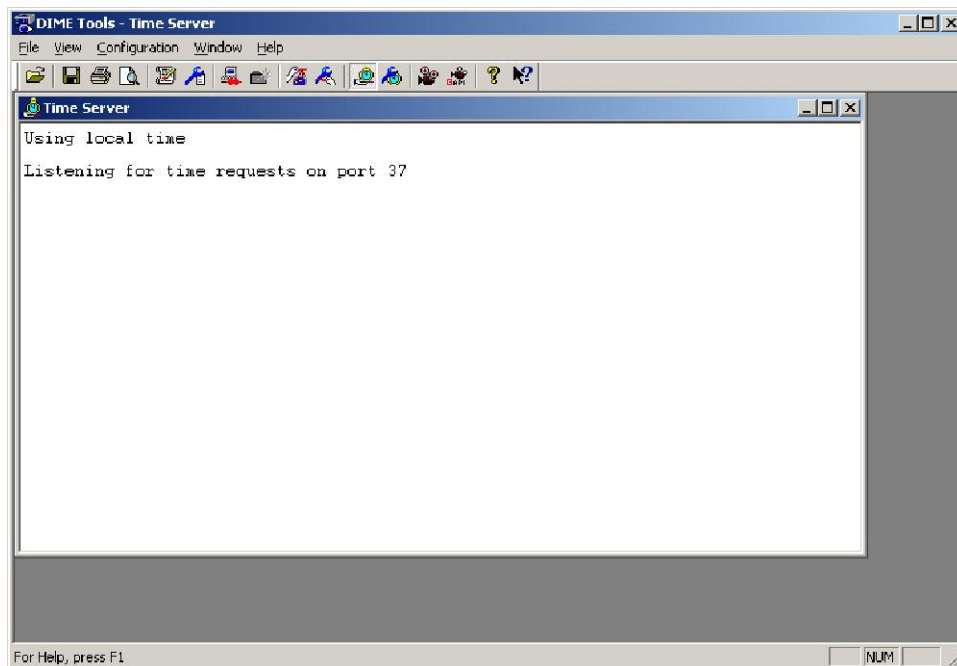 DIME Tools - Time Server
File View Configuration Window Help
Time Server
Using local time
Listening for time requests on port 37
For Help, press F1
NUM